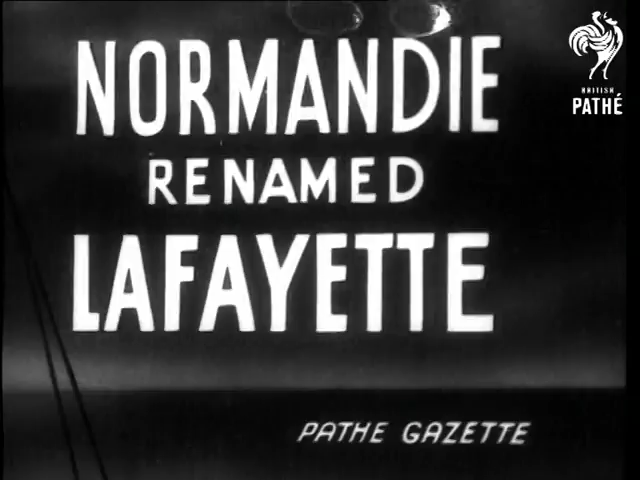 NORMANDIE
RENAMED
LAFAYETTE
PATHE GAZETTE
BRITISH
PATHÉ